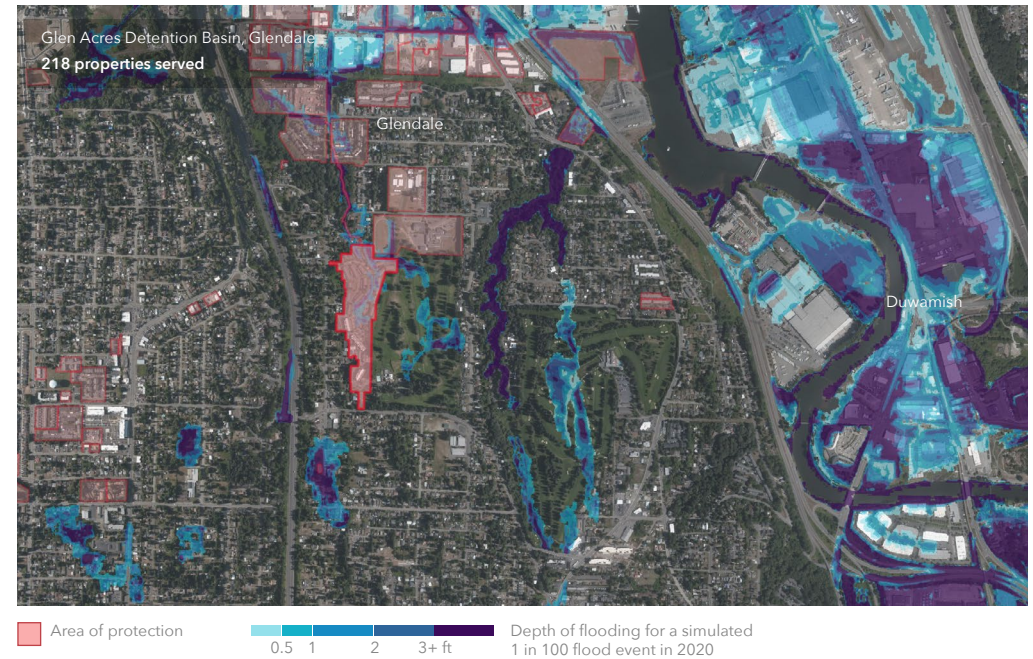 Glen Acres Detention Basin, Glendale
218 properties served
Glendale
Duwamish
Area of protection
0.5 1 2 3+ ft
Depth of flooding for a simulated
1 in 100 flood event in 2020